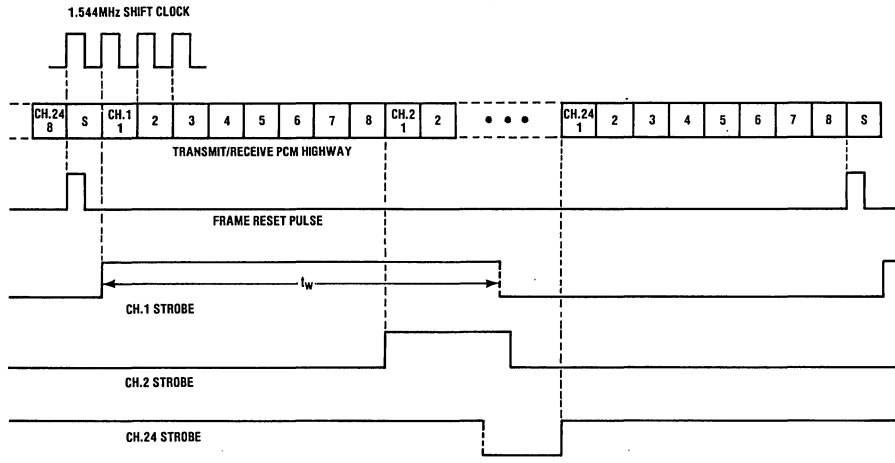 1.544MHz SHIFT CLOCK
CH.24 8 S CH.1 1 2 3 4 5 6 7 8 CH.2 1 2 • • • CH.24 1 2 3 4 5 6 7 8 S
TRANSMIT/RECEIVE PCM HIGHWAY
FRAME RESET PULSE
tW
CH.1 STROBE
CH.2 STROBE
CH.24 STROBE